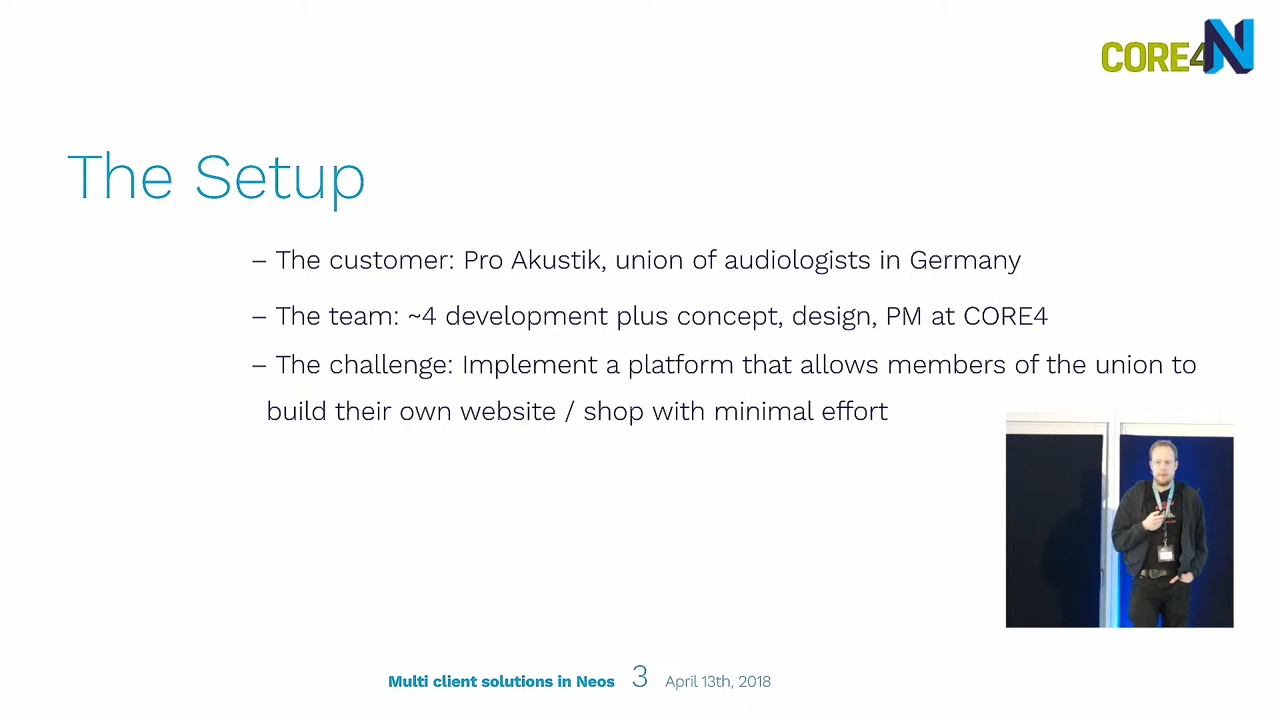 CORE4
The Setup
– The customer: Pro Akustik, union of audiologists in Germany
– The team: ~4 development plus concept, design, PM at CORE4
– The challenge: Implement a platform that allows members of the union to
build their own website / shop with minimal effort
Multi client solutions in Neos 3 April 13th, 2018